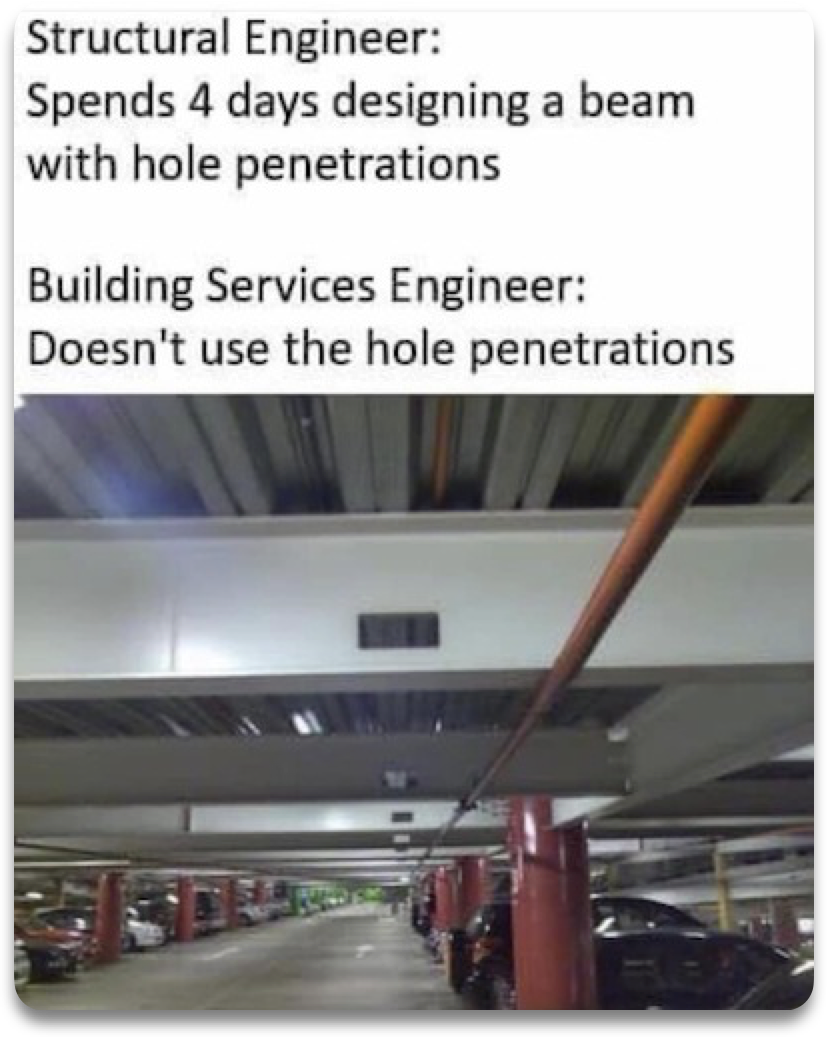 Structural Engineer:
Spends 4 days designing a beam
with hole penetrations
Building Services Engineer:
Doesn't use the hole penetrations